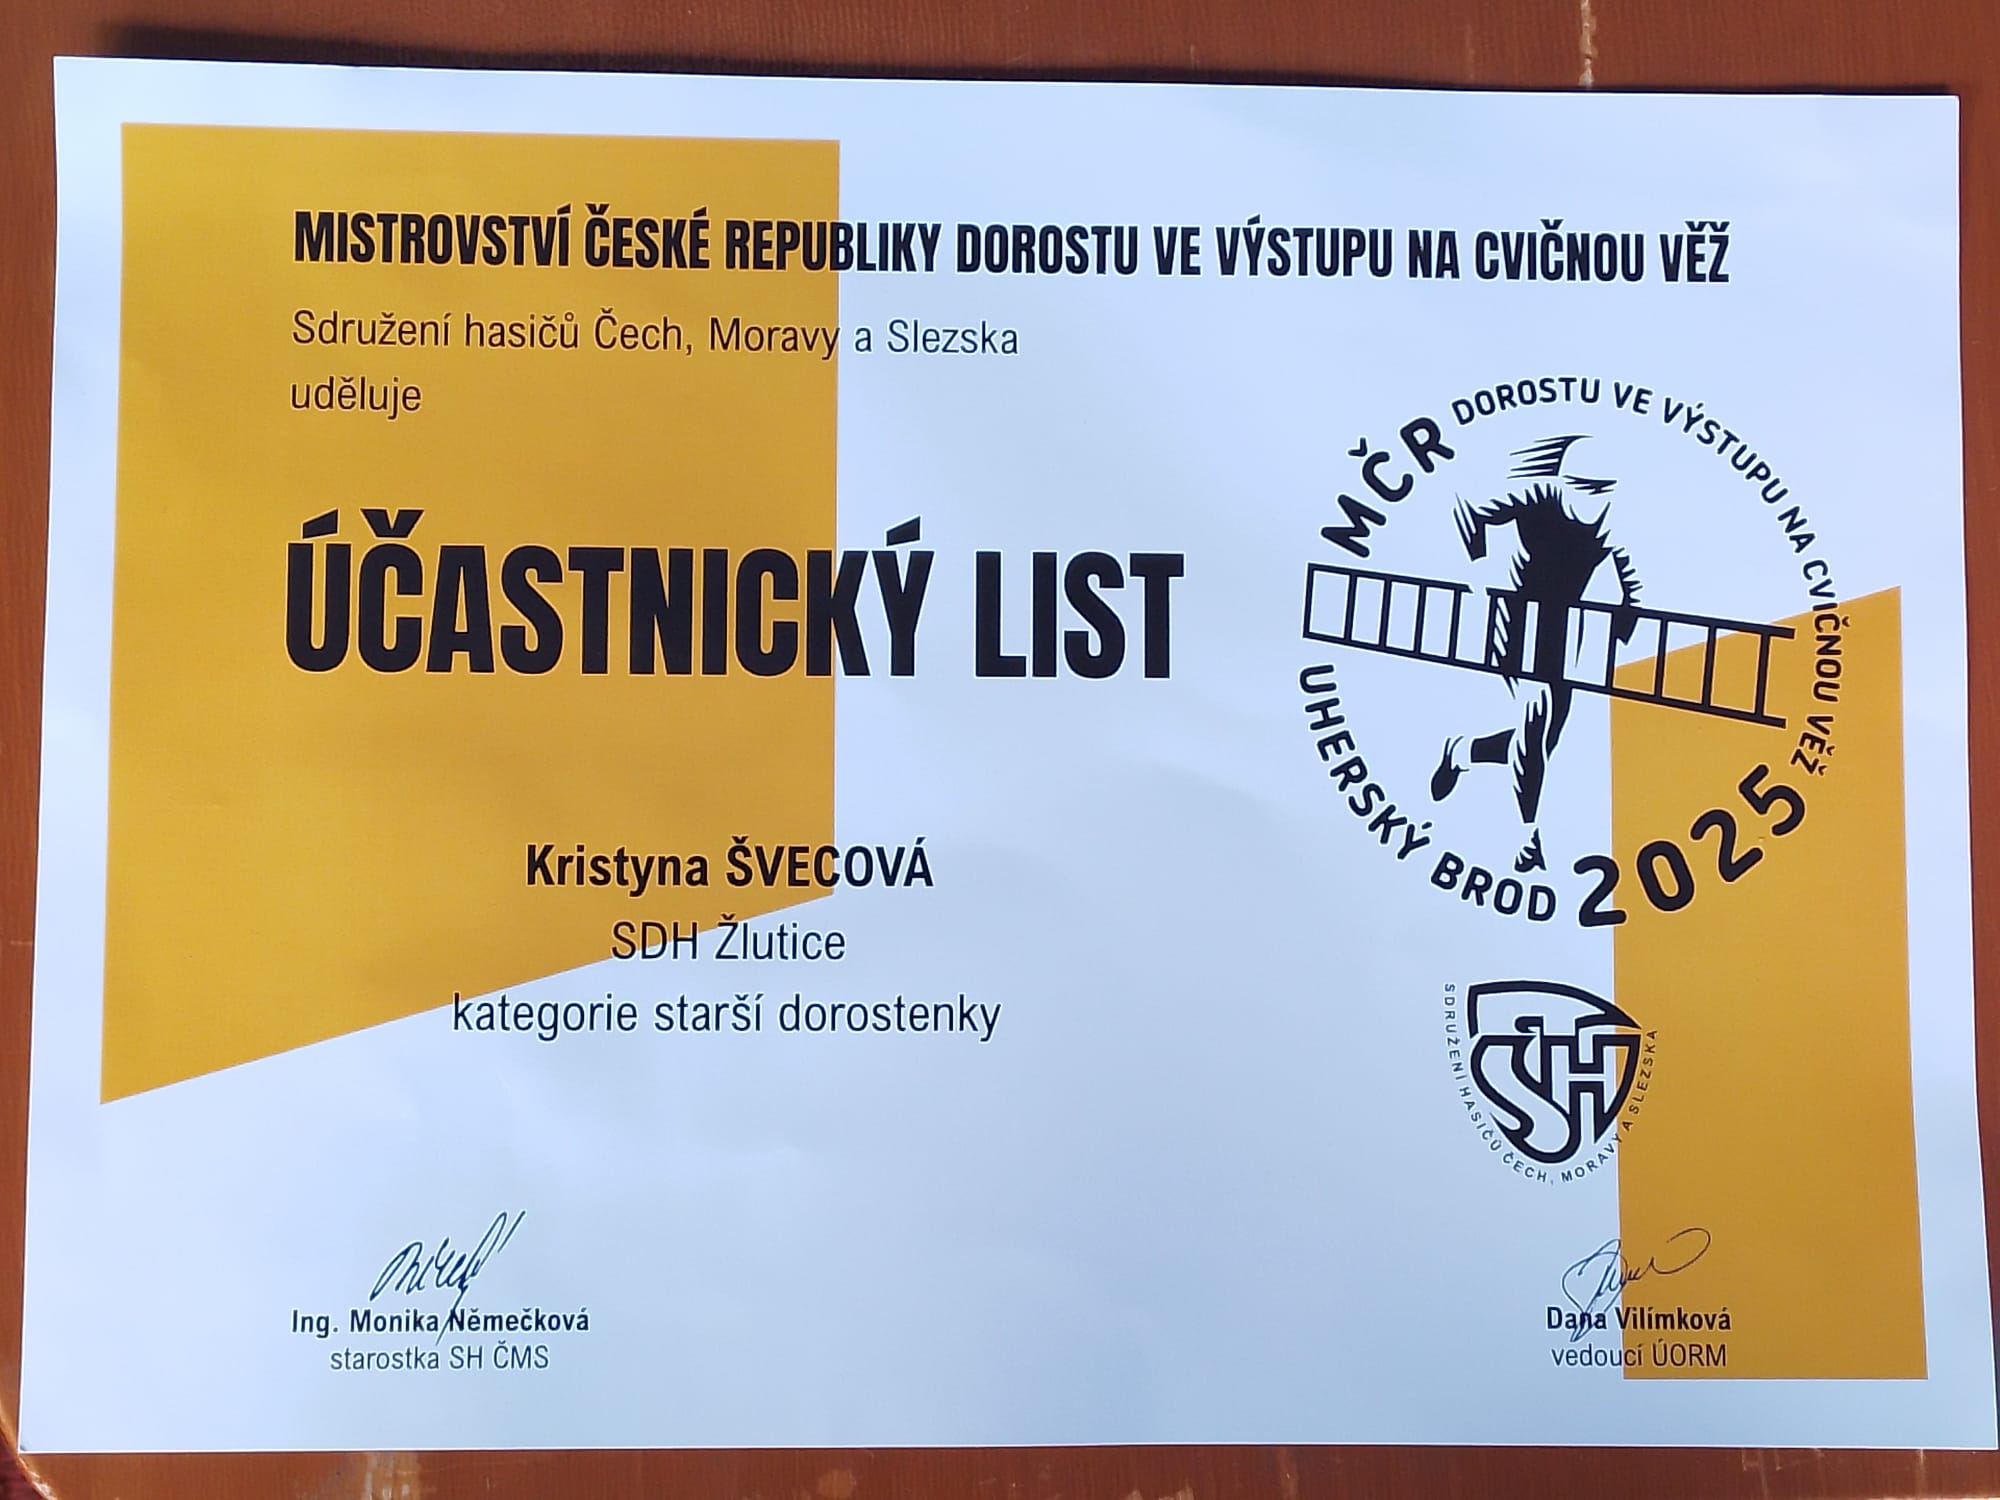 MISTROVSTVÍ ČESKÉ REPUBLIKY DOROSTU VE VÝSTUPU NA CVIČNOU VĚŽ
Sdružení hasičů Čech, Moravy a Slezska
uděluje
ÚČASTNICKÝ LIST
MČR DOROSTU VE VÝSTUPU NA CVIČNOU VĚŽ
UHERSKÝ BROD 2025
Kristyna ŠVECOVÁ
SDH Žlutice
kategorie starší dorostenky
SH
SDRUŽENÍ HASIČŮ ČECH, MORAVY A SLEZSKA
Ing. Monika Němečková
starostka SH ČMS
Dana Vilímková
vedoucí ÚORM